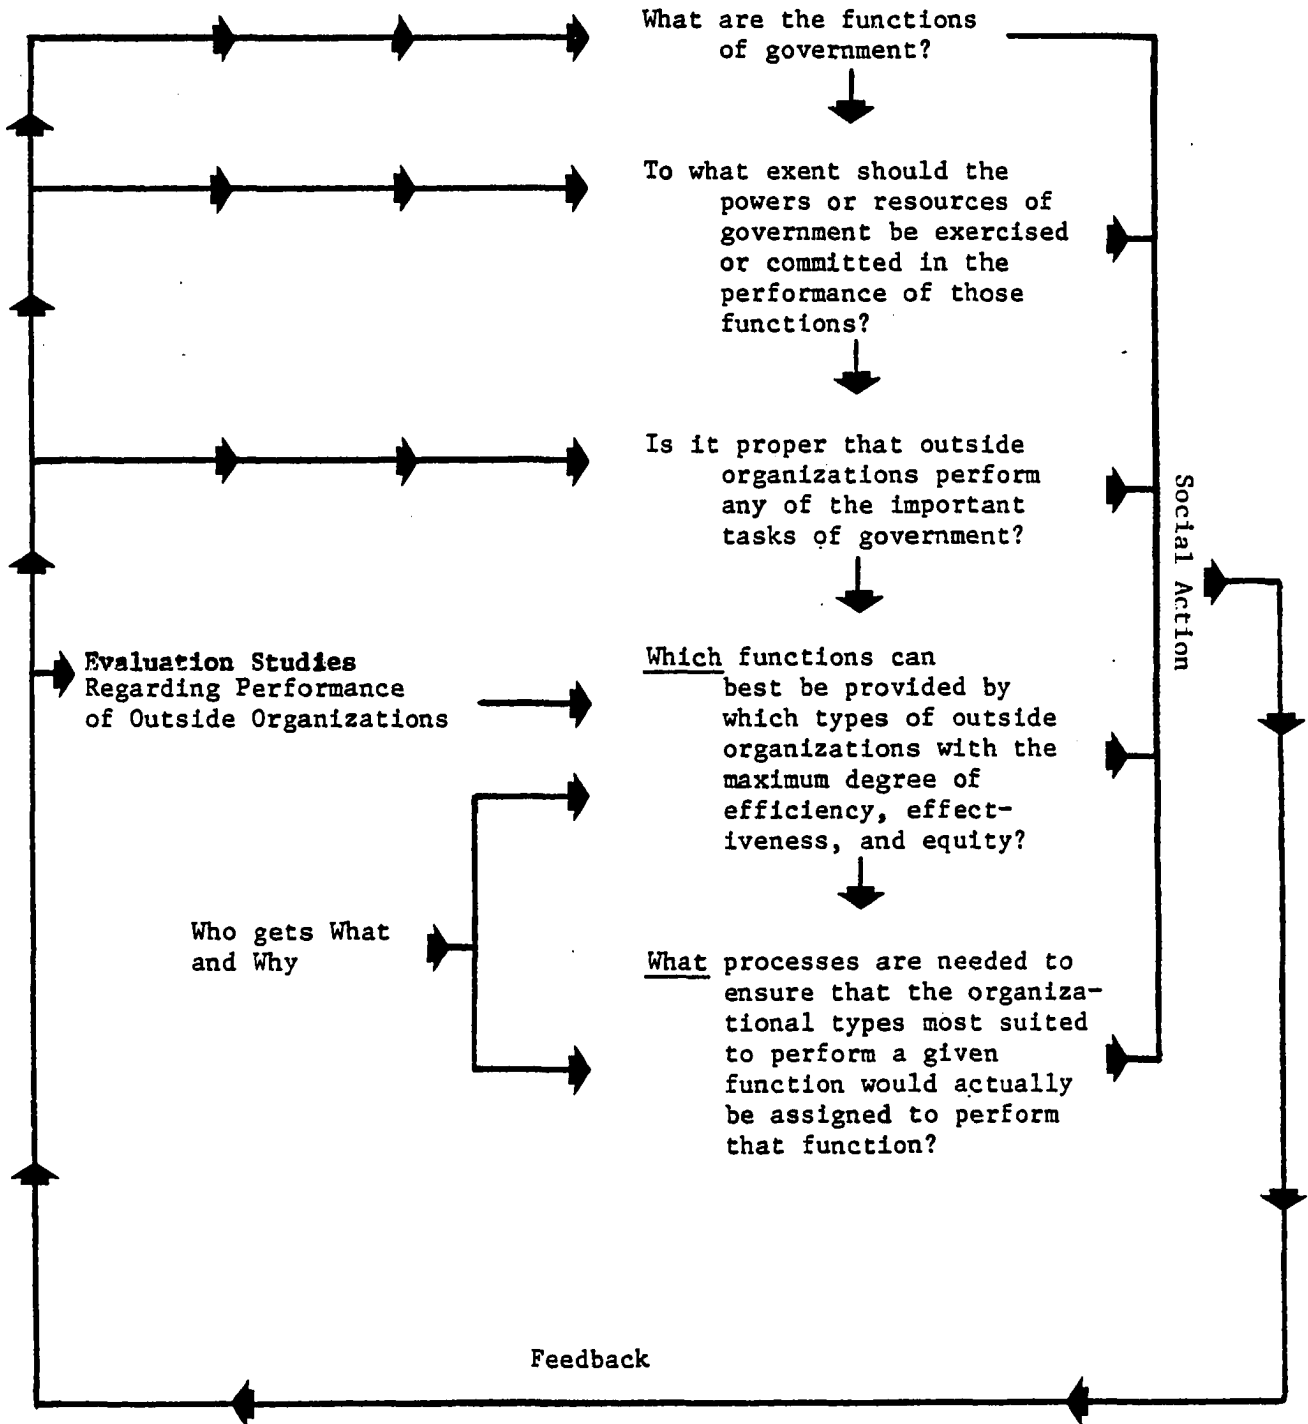 What are the functions
of government?
To what exent should the
powers or resources of
government be exercised
or committed in the
performance of those
functions?
Is it proper that outside
organizations perform
any of the important
tasks of government?
Social Action
Evaluation Studies
Regarding Performance
of Outside Organizations
Which functions can
best be provided by
which types of outside
organizations with the
maximum degree of
efficiency, effect-
iveness, and equity?
Who gets What
and Why
What processes are needed to
ensure that the organiza-
tional types most suited
to perform a given
function would actually
be assigned to perform
that function?
Feedback